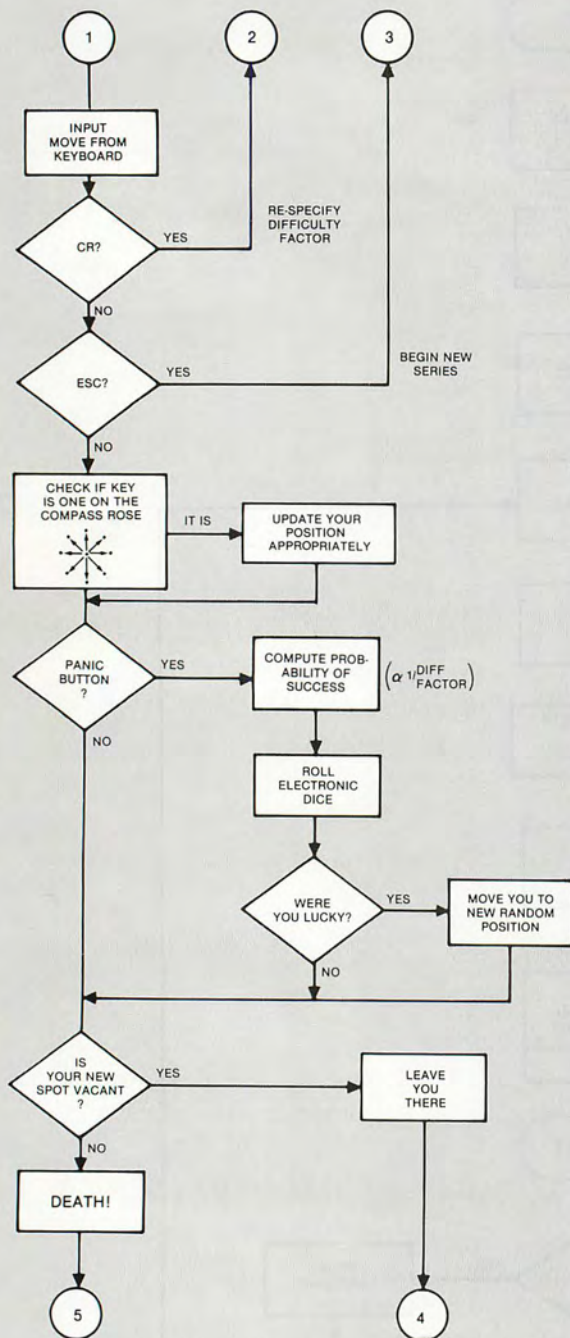 1
2
3
INPUT
MOVE FROM
KEYBOARD
RE-SPECIFY
DIFFICULTY
FACTOR
CR?
YES
NO
BEGIN NEW
SERIES
ESC?
YES
NO
CHECK IF KEY
IS ONE ON THE
COMPASS ROSE
IT IS
UPDATE YOUR
POSITION
APPROPRIATELY
PANIC
BUTTON
?
YES
NO
COMPUTE PROB-
ABILITY OF
SUCCESS
(α 1/DIFF
FACTOR)
ROLL
ELECTRONIC
DICE
WERE
YOU LUCKY?
YES
NO
MOVE YOU TO
NEW RANDOM
POSITION
IS
YOUR NEW
SPOT VACANT
?
YES
NO
LEAVE
YOU
THERE
DEATH!
5
4